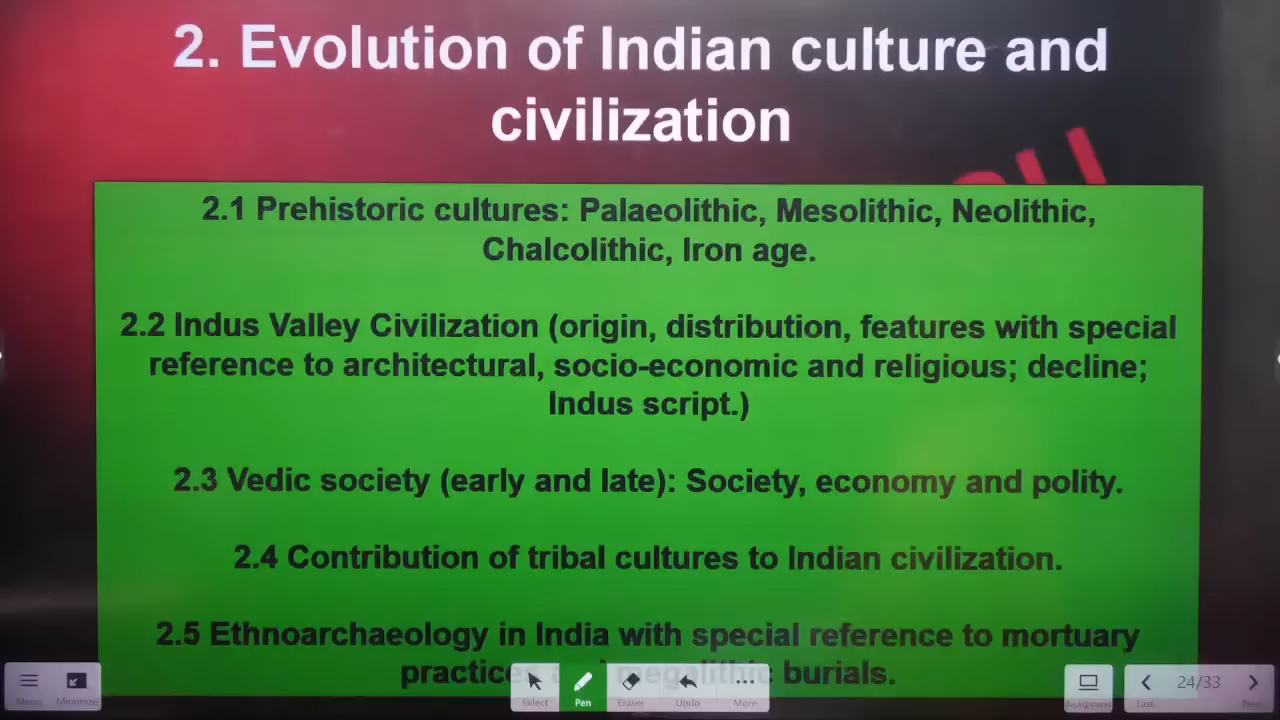 2. Evolution of Indian culture and
civilization
2.1 Prehistoric cultures: Palaeolithic, Mesolithic, Neolithic,
Chalcolithic, Iron age.
2.2 Indus Valley Civilization (origin, distribution, features with special
reference to architectural, socio-economic and religious; decline;
Indus script.)
2.3 Vedic society (early and late): Society, economy and polity.
2.4 Contribution of tribal cultures to Indian civilization.
2.5 Ethnoarchaeology in India with special reference to mortuary
practices megalithic burials.
Menu Minimize Select Pen Eraser Undo More Background Last 24/33 Next